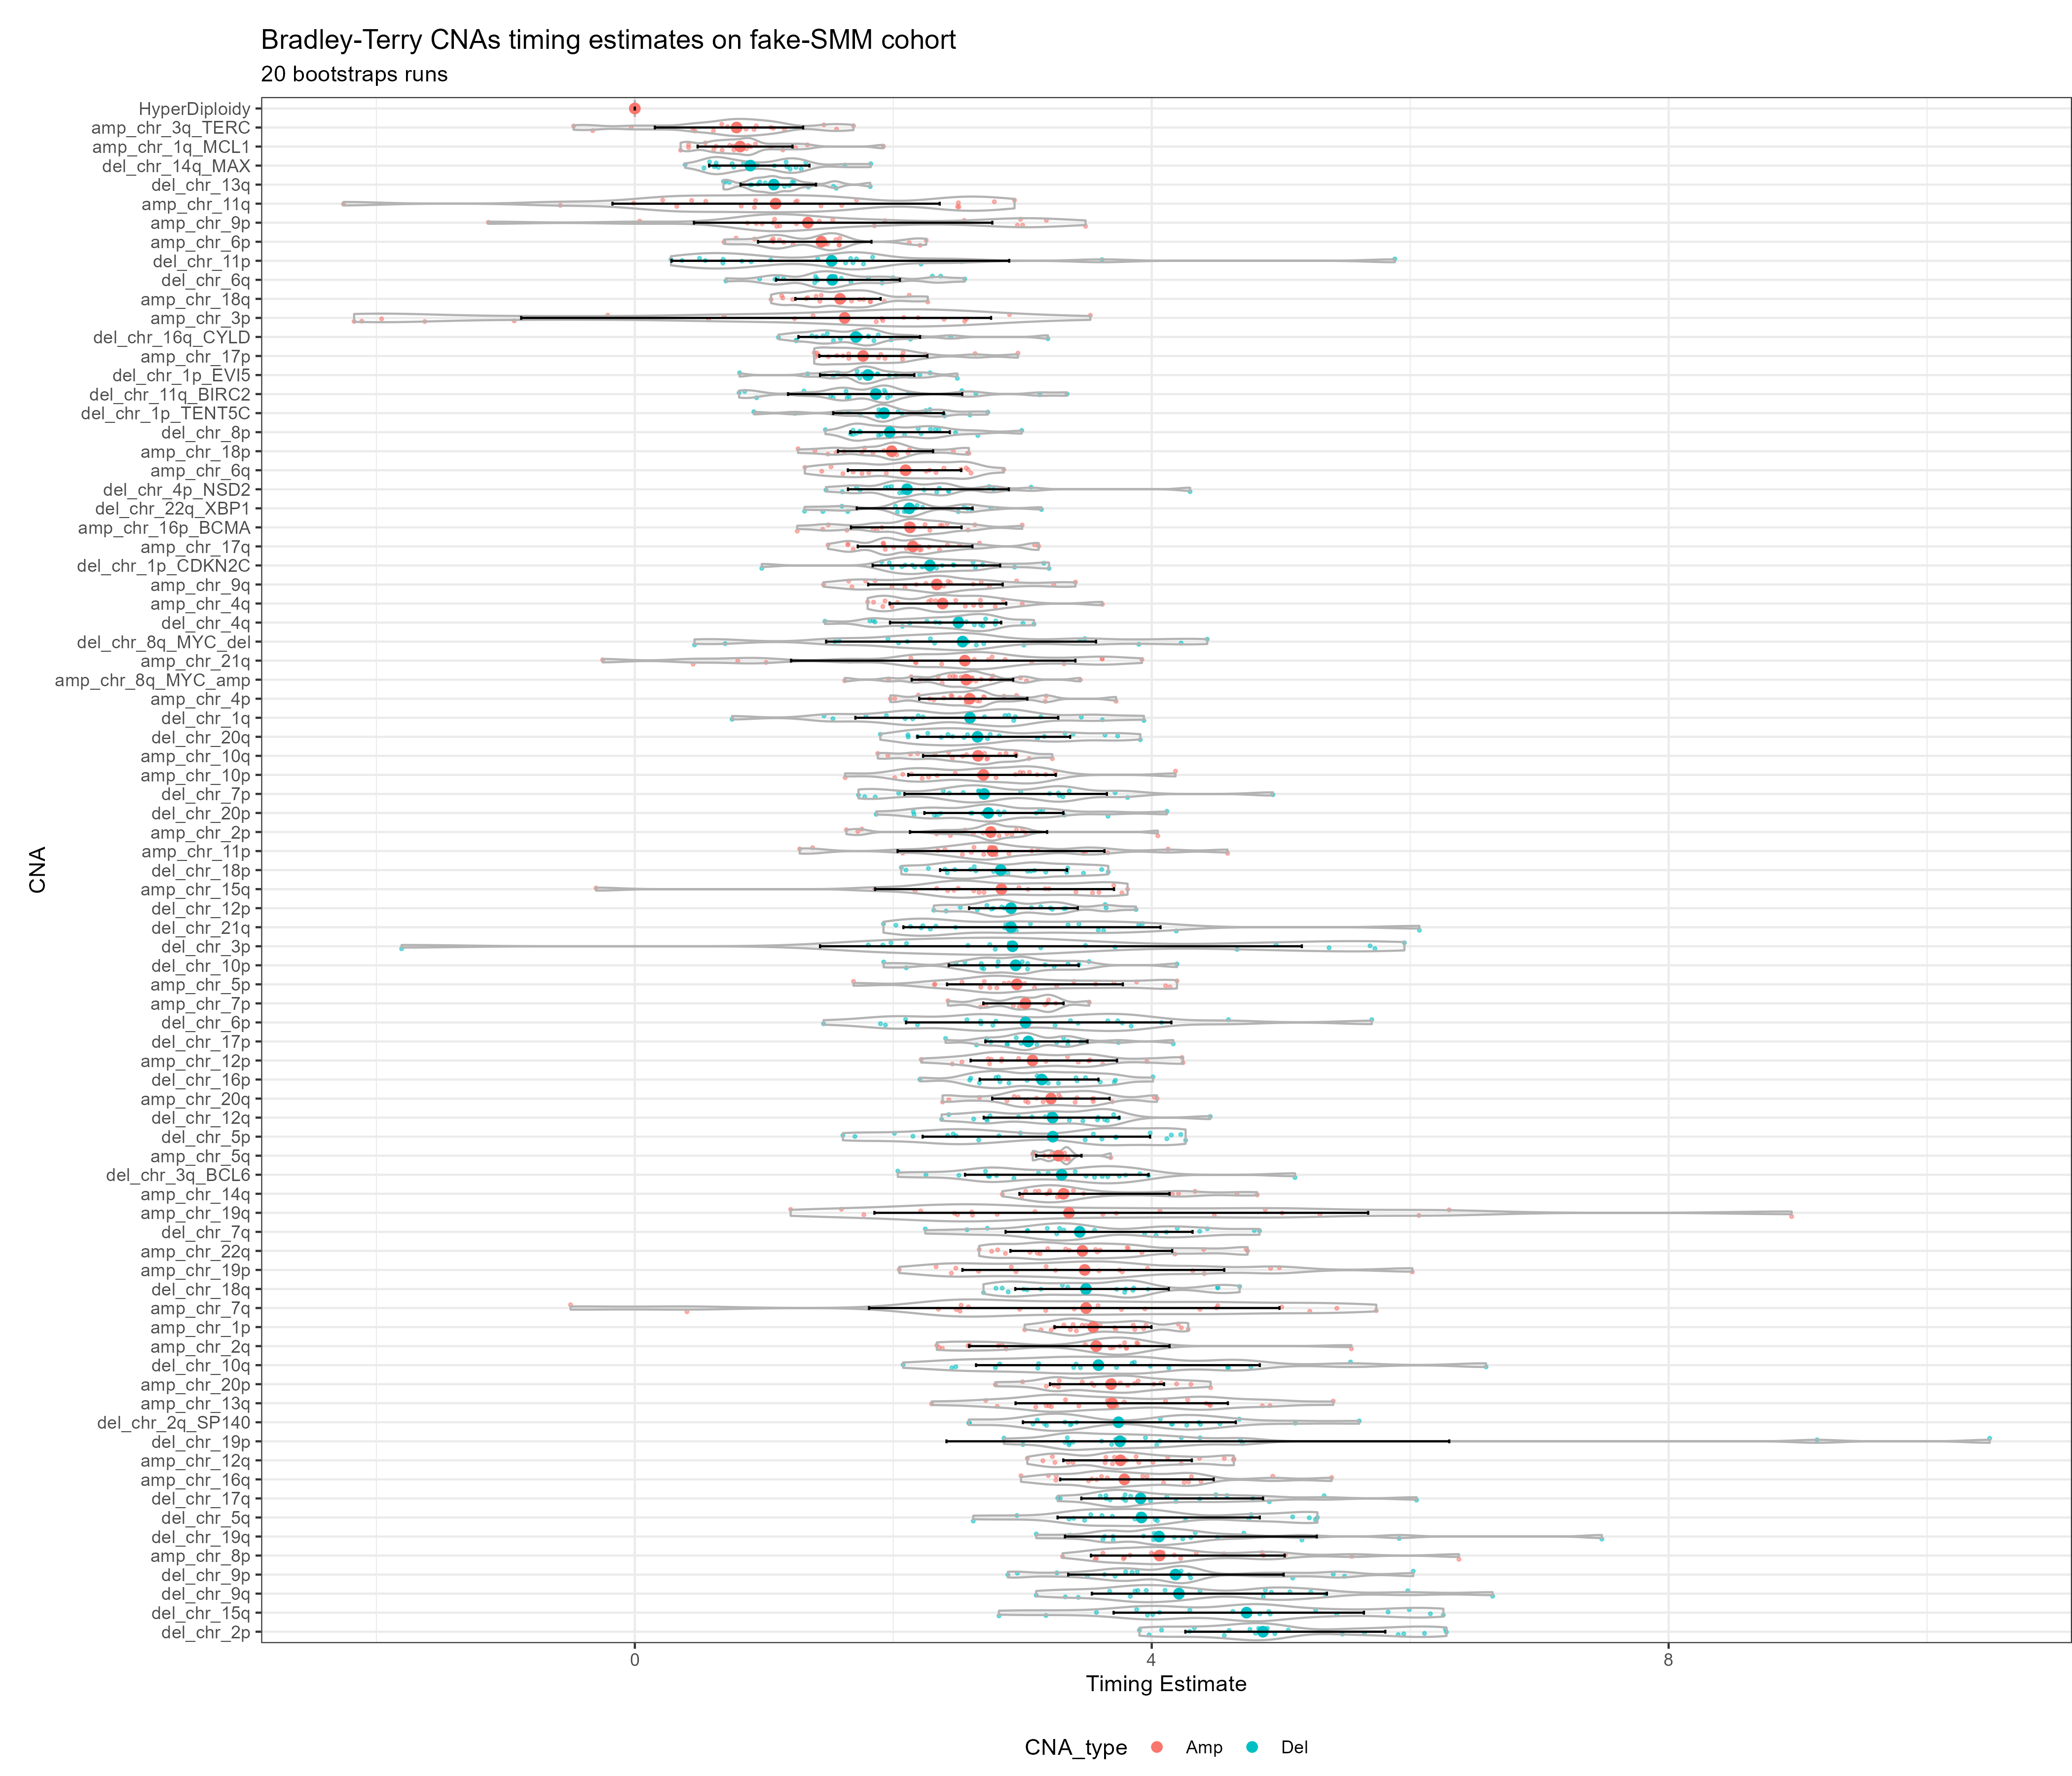 Bradley-Terry CNAs timing estimates on fake-SMM cohort
20 bootstraps runs
HyperDiploidy
amp_chr_3q_TERC
amp_chr_1q_MCL1
del_chr_14q_MAX
del_chr_13q
amp_chr_11q
amp_chr_9p
amp_chr_6p
del_chr_11p
del_chr_6q
amp_chr_18q
amp_chr_3p
del_chr_16q_CYLD
amp_chr_17p
del_chr_1p_EVI5
del_chr_11q_BIRC2
del_chr_1p_TENT5C
del_chr_8p
amp_chr_18p
amp_chr_6q
del_chr_4p_NSD2
del_chr_22q_XBP1
amp_chr_16p_BCMA
amp_chr_17q
del_chr_1p_CDKN2C
amp_chr_9q
amp_chr_4q
del_chr_4q
del_chr_8q_MYC_del
amp_chr_21q
amp_chr_8q_MYC_amp
amp_chr_4p
del_chr_1q
del_chr_20q
amp_chr_10q
amp_chr_10p
del_chr_7p
del_chr_20p
amp_chr_2p
amp_chr_11p
del_chr_18p
amp_chr_15q
del_chr_12p
del_chr_21q
del_chr_3p
del_chr_10p
amp_chr_5p
amp_chr_7p
del_chr_6p
del_chr_17p
amp_chr_12p
del_chr_16p
amp_chr_20q
del_chr_12q
del_chr_5p
amp_chr_5q
del_chr_3q_BCL6
amp_chr_14q
amp_chr_19q
del_chr_7q
amp_chr_22q
amp_chr_19p
del_chr_18q
amp_chr_7q
amp_chr_1p
amp_chr_2q
del_chr_10q
amp_chr_20p
amp_chr_13q
del_chr_2q_SP140
del_chr_19p
amp_chr_12q
amp_chr_16q
del_chr_17q
del_chr_5q
del_chr_19q
amp_chr_8p
del_chr_9p
del_chr_9q
del_chr_15q
del_chr_2p
CNA
0 4 8
Timing Estimate
CNA_type Amp Del